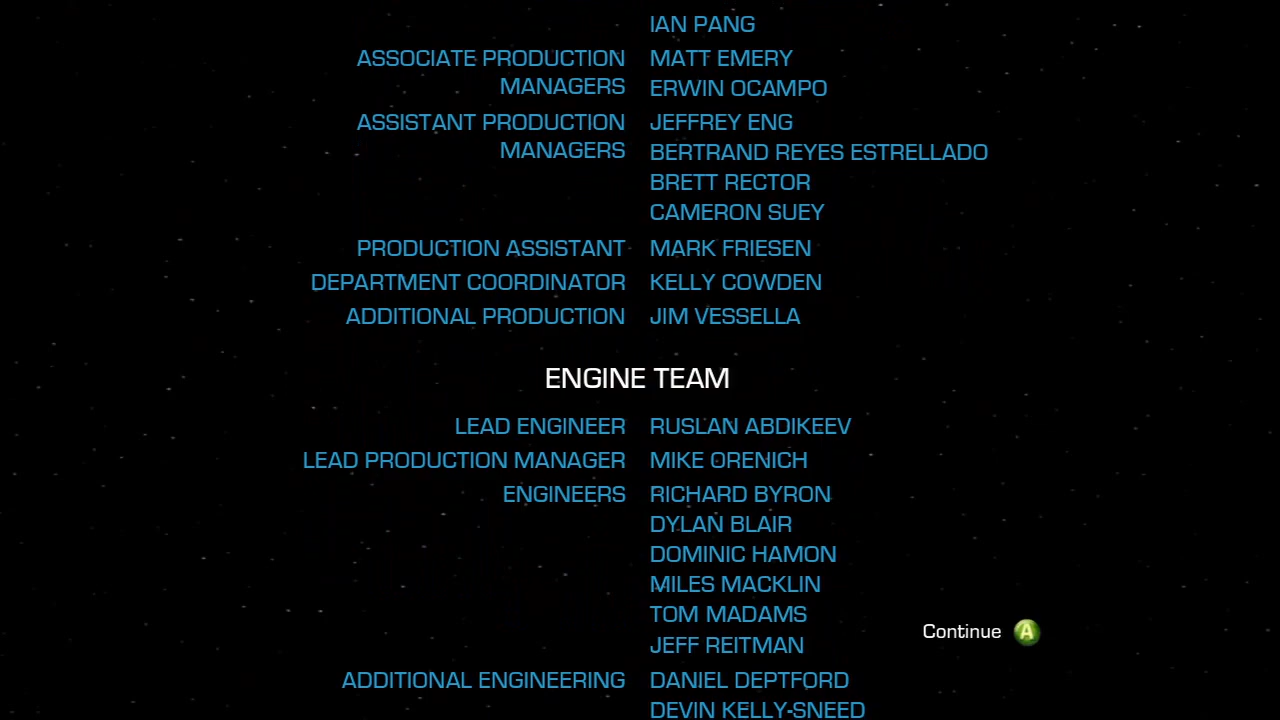 IAN PANG
ASSOCIATE PRODUCTION MATT EMERY
MANAGERS ERWIN OCAMPO
ASSISTANT PRODUCTION JEFFREY ENG
MANAGERS BERTRAND REYES ESTRELLADO
BRETT RECTOR
CAMERON SUEY
PRODUCTION ASSISTANT MARK FRIESEN
DEPARTMENT COORDINATOR KELLY COWDEN
ADDITIONAL PRODUCTION JIM VESSELLA
ENGINE TEAM
LEAD ENGINEER RUSLAN ABDIKEEV
LEAD PRODUCTION MANAGER MIKE ORENICH
ENGINEERS RICHARD BYRON
DYLAN BLAIR
DOMINIC HAMON
MILES MACKLIN
TOM MADAMS
Continue A
JEFF REITMAN
ADDITIONAL ENGINEERING DANIEL DEPTFORD
DEVIN KELLY-SNEED